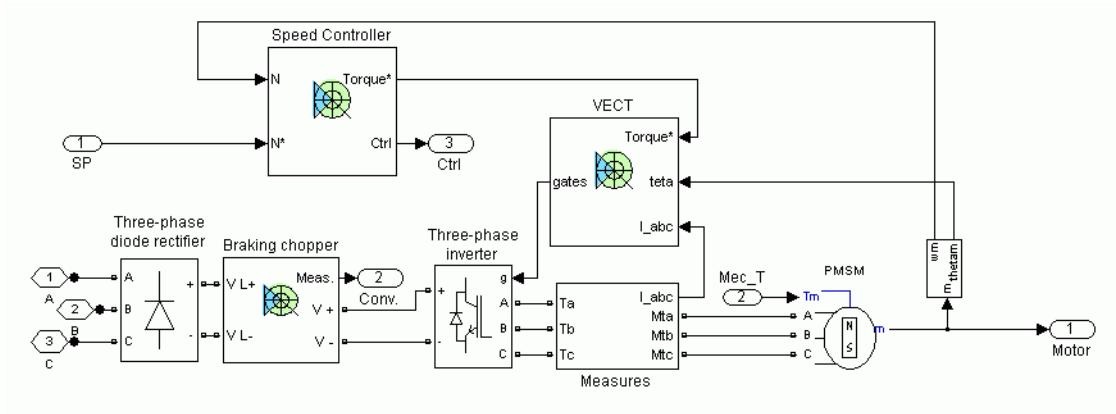 Speed Controller
N
Torque*
N*
Ctrl
1
SP
3
Ctrl
VECT
Torque*
gates
teta
I_abc
Three-phase
diode rectifier
A
B
C
+
-
1
A
2
B
3
C
Braking chopper
V L+
V L-
Meas.
V +
V -
2
Conv.
Three-phase
inverter
g
+
-
A
B
C
Ta
Tb
Tc
I_abc
Mta
Mtb
Mtc
Measures
Mec_T
2
PMSM
Tm
A
B
C
N
S
m
wm
thetam
m
1
Motor